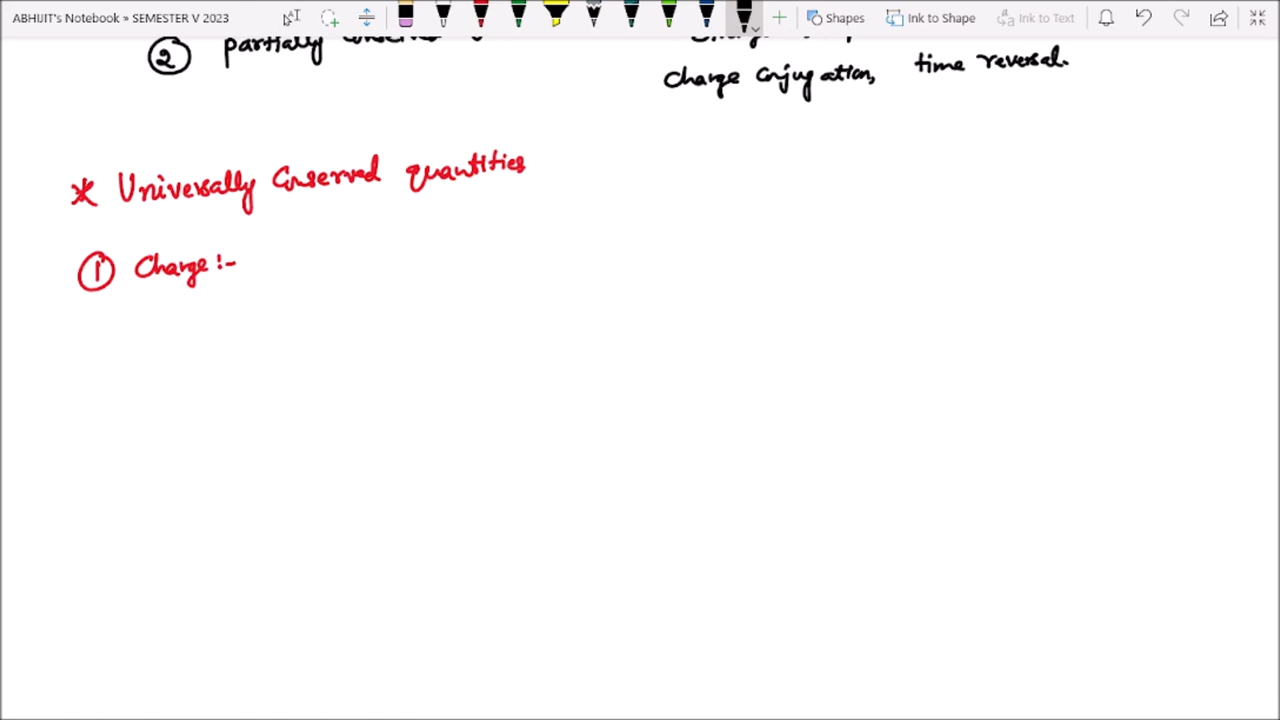 ABHIJIT's Notebook » SEMESTER V 2023
Shapes
Ink to Shape
Ink to Text
② partially
charge conjugation, time reversal.
* Universally conserved quantities
① Charge :-